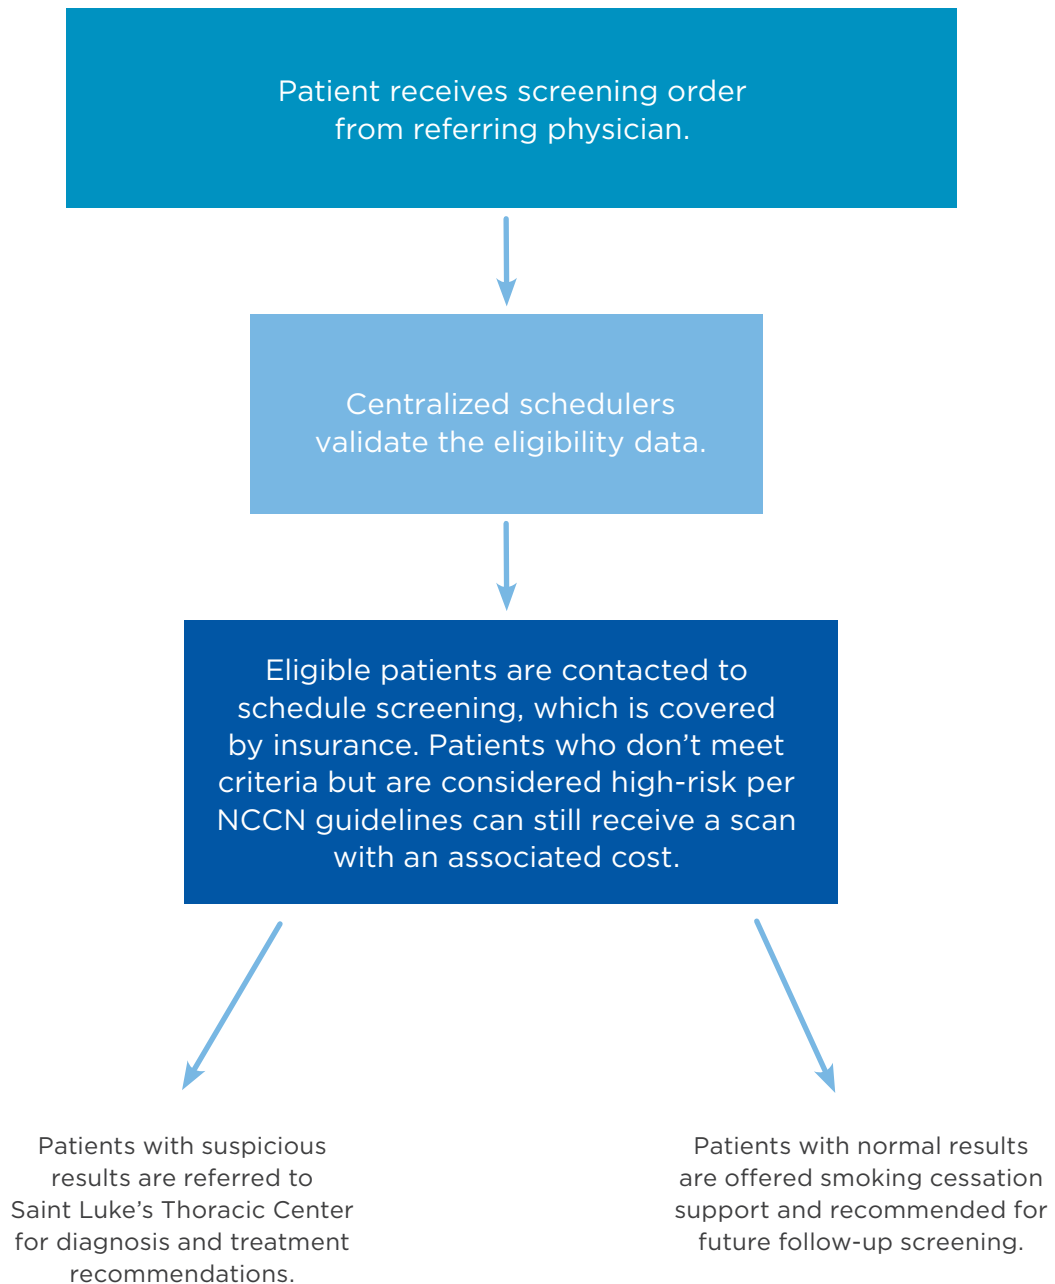 Patient receives screening order
from referring physician.
Centralized schedulers
validate the eligibility data.
Eligible patients are contacted to
schedule screening, which is covered
by insurance. Patients who don’t meet
criteria but are considered high-risk per
NCCN guidelines can still receive a scan
with an associated cost.
Patients with suspicious
results are referred to
Saint Luke’s Thoracic Center
for diagnosis and treatment
recommendations.
Patients with normal results
are offered smoking cessation
support and recommended for
future follow-up screening.